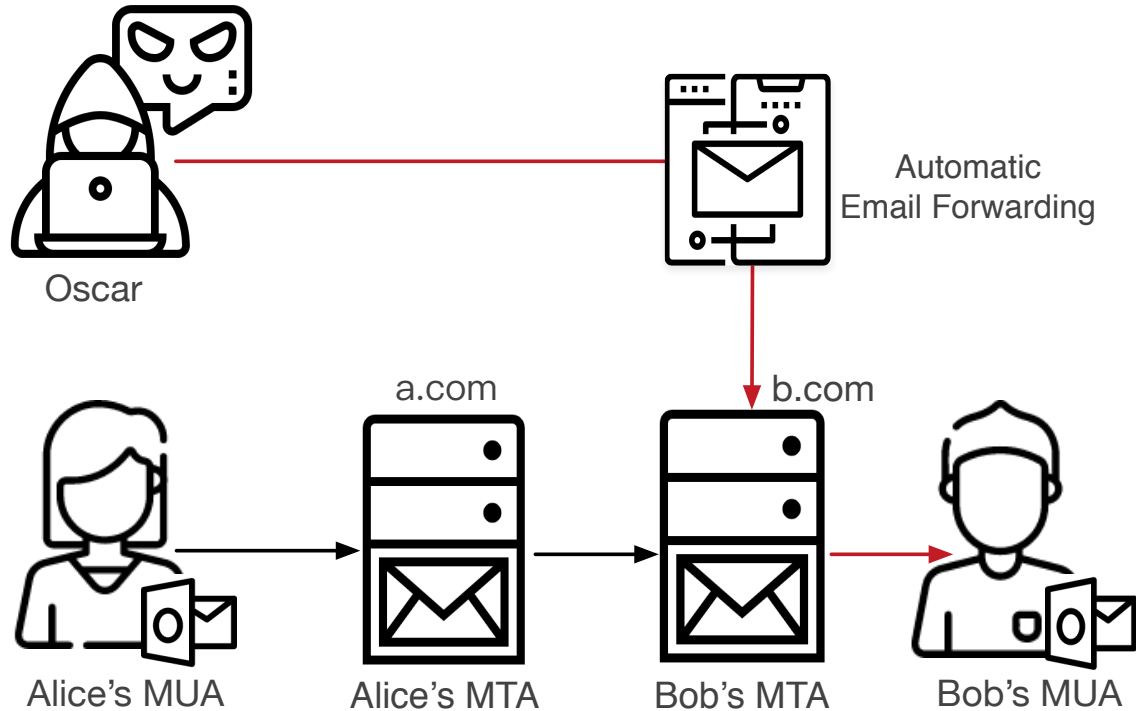 Automatic
Email Forwarding
Oscar
a.com
b.com
Alice’s MUA
Alice’s MTA
Bob’s MTA
Bob’s MUA